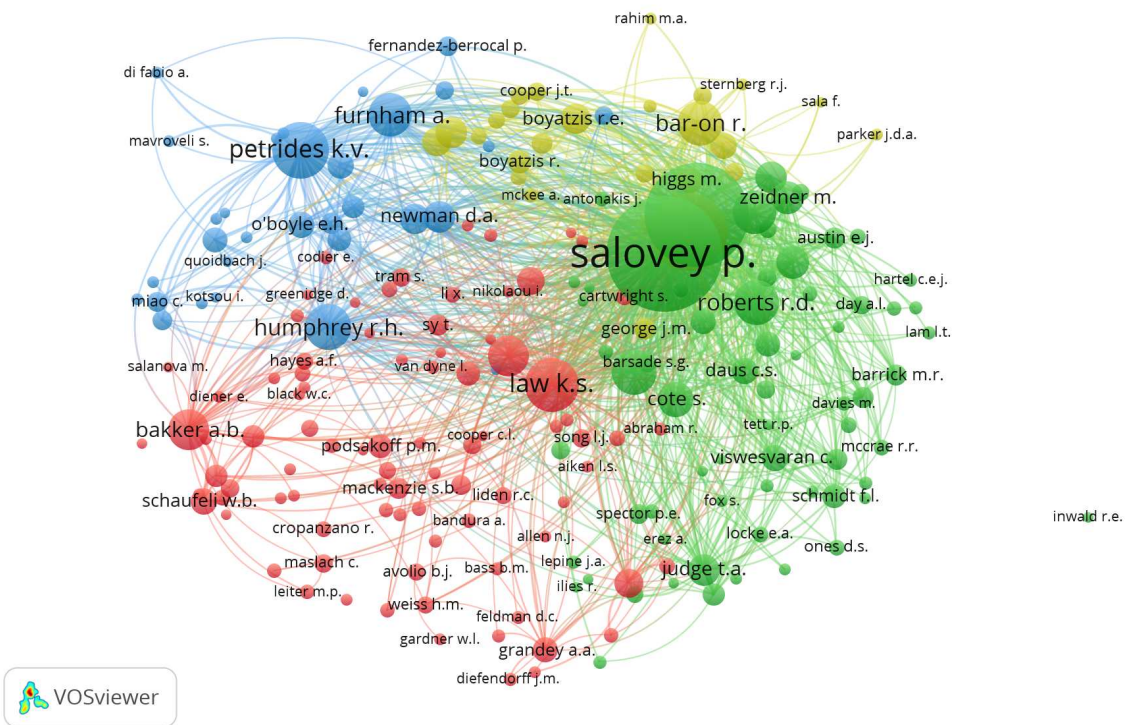 rahim m.a.
fernandez-berrocal p.
di fabio a.
sternberg r.j.
cooper j.t.
sala f.
furnham a.
boyatzis r.e.
bar-on r.
parker j.d.a.
mavroveli s.
petrides k.v.
boyatzis r.
higgs m.
mckee a.
antonakis j.
zeidner m.
newman d.a.
o'boyle e.h.
austin e.j.
salovey p.
codier e.
quoidbach j.
tram s.
hartel c.e.j.
greenidge d.
li x.
nikolaou i.
cartwright s.
miao c.
kotsou i.
roberts r.d.
day a.l.
humphrey r.h.
sy t.
george j.m.
lam l.t.
salanova m.
hayes a.f.
van dyne l.
barsade s.g.
daus c.s.
barrick m.r.
diener e.
black w.c.
law k.s.
cote s.
davies m.
bakker a.b.
podsakoff p.m.
cooper c.l.
song l.j.
abraham r.
tett r.p.
mccrae r.r.
aiken l.s.
viswesvaran c.
schaufeli w.b.
mackenzie s.b.
liden r.c.
fox s.
schmidt f.l.
cropanzano r.
bandura a.
spector p.e.
inwald r.e.
allen n.j.
erez a.
locke e.a.
ones d.s.
maslach c.
avolio b.j.
bass b.m.
lepine j.a.
judge t.a.
leiter m.p.
ilies r.
weiss h.m.
feldman d.c.
gardner w.l.
grandey a.a.
diefendorff j.m.
VOSviewer